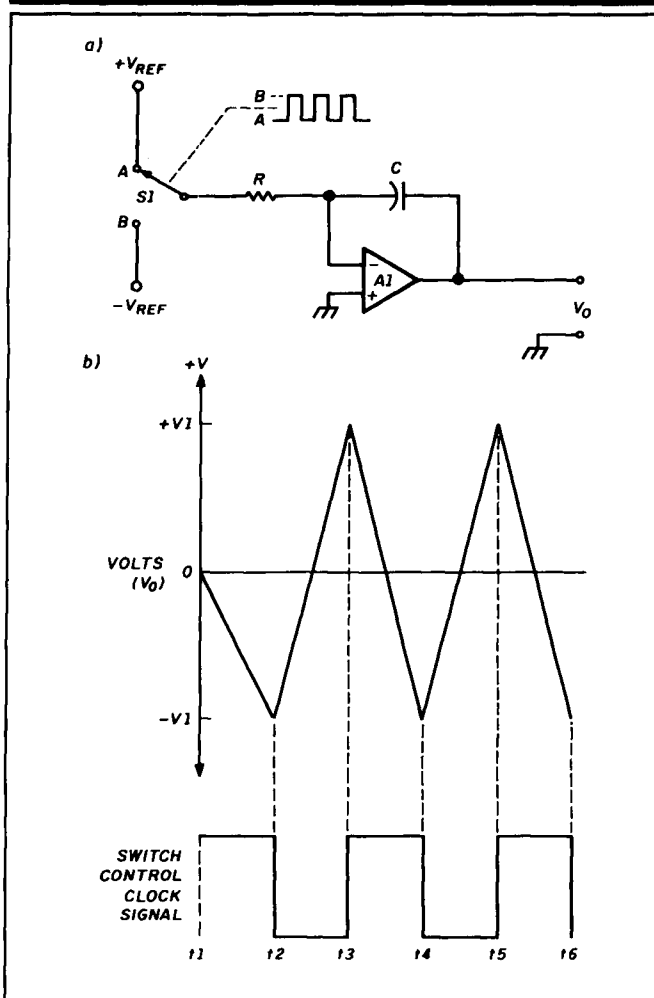 a)
+VREF
B
A
A
S1
R
C
B
A1
-
+
-VREF
VO
b)
+V
+V1
VOLTS
(VO)
0
-V1
SWITCH
CONTROL
CLOCK
SIGNAL
t1 t2 t3 t4 t5 t6